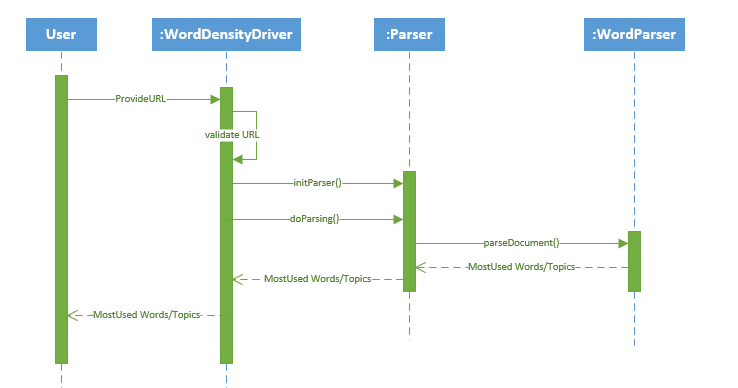 User
:WordDensityDriver
:Parser
:WordParser
ProvideURL
validate URL
initParser()
doParsing()
parseDocument()
MostUsed Words/Topics
MostUsed Words/Topics
MostUsed Words/Topics